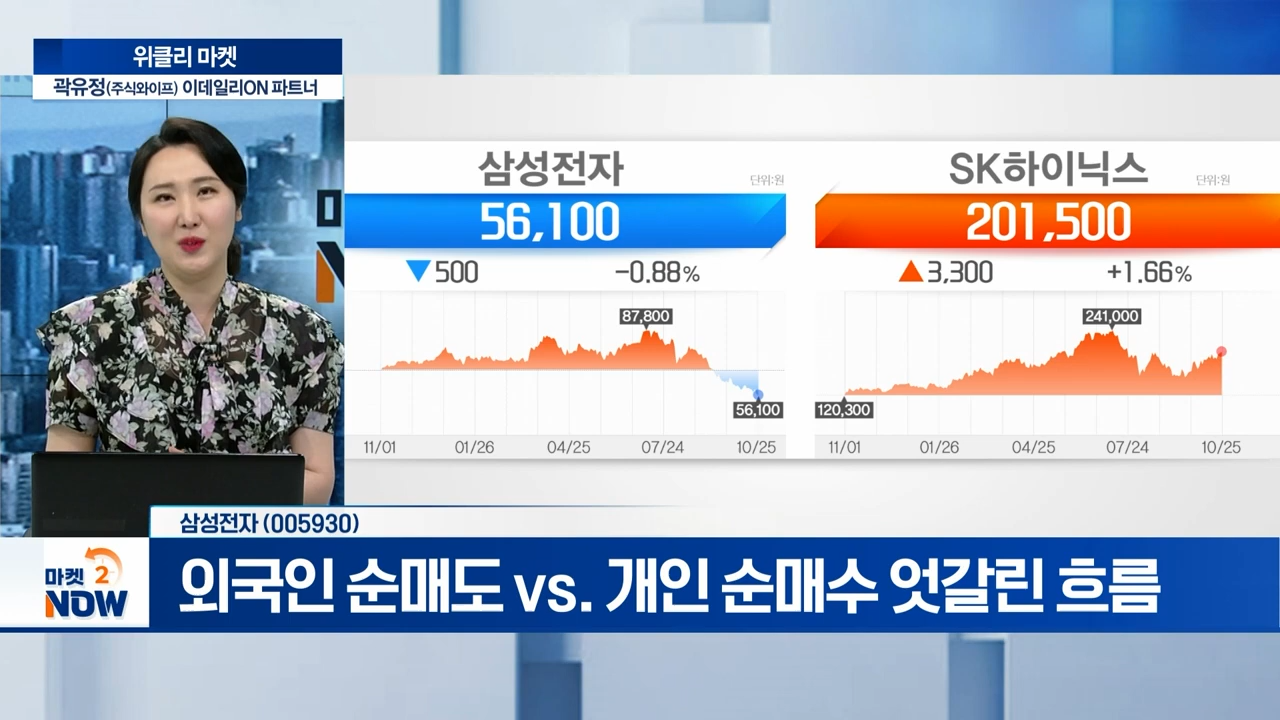 위클리 마켓
곽유정(주식와이프) 이데일리ON 파트너
삼성전자
단위:원
56,100
▼500 -0.88%
87,800
56,100
11/01 01/26 04/25 07/24 10/25
SK하이닉스
단위:원
201,500
▲3,300 +1.66%
241,000
120,300
11/01 01/26 04/25 07/24 10/25
삼성전자 (005930)
마켓 2
NOW
외국인 순매도 vs. 개인 순매수 엇갈린 흐름